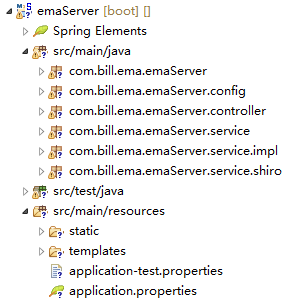 emaServer [boot] []
Spring Elements
src/main/java
com.bill.ema.emaServer
com.bill.ema.emaServer.config
com.bill.ema.emaServer.controller
com.bill.ema.emaServer.service
com.bill.ema.emaServer.service.impl
com.bill.ema.emaServer.service.shiro
src/test/java
src/main/resources
static
templates
application-test.properties
application.properties